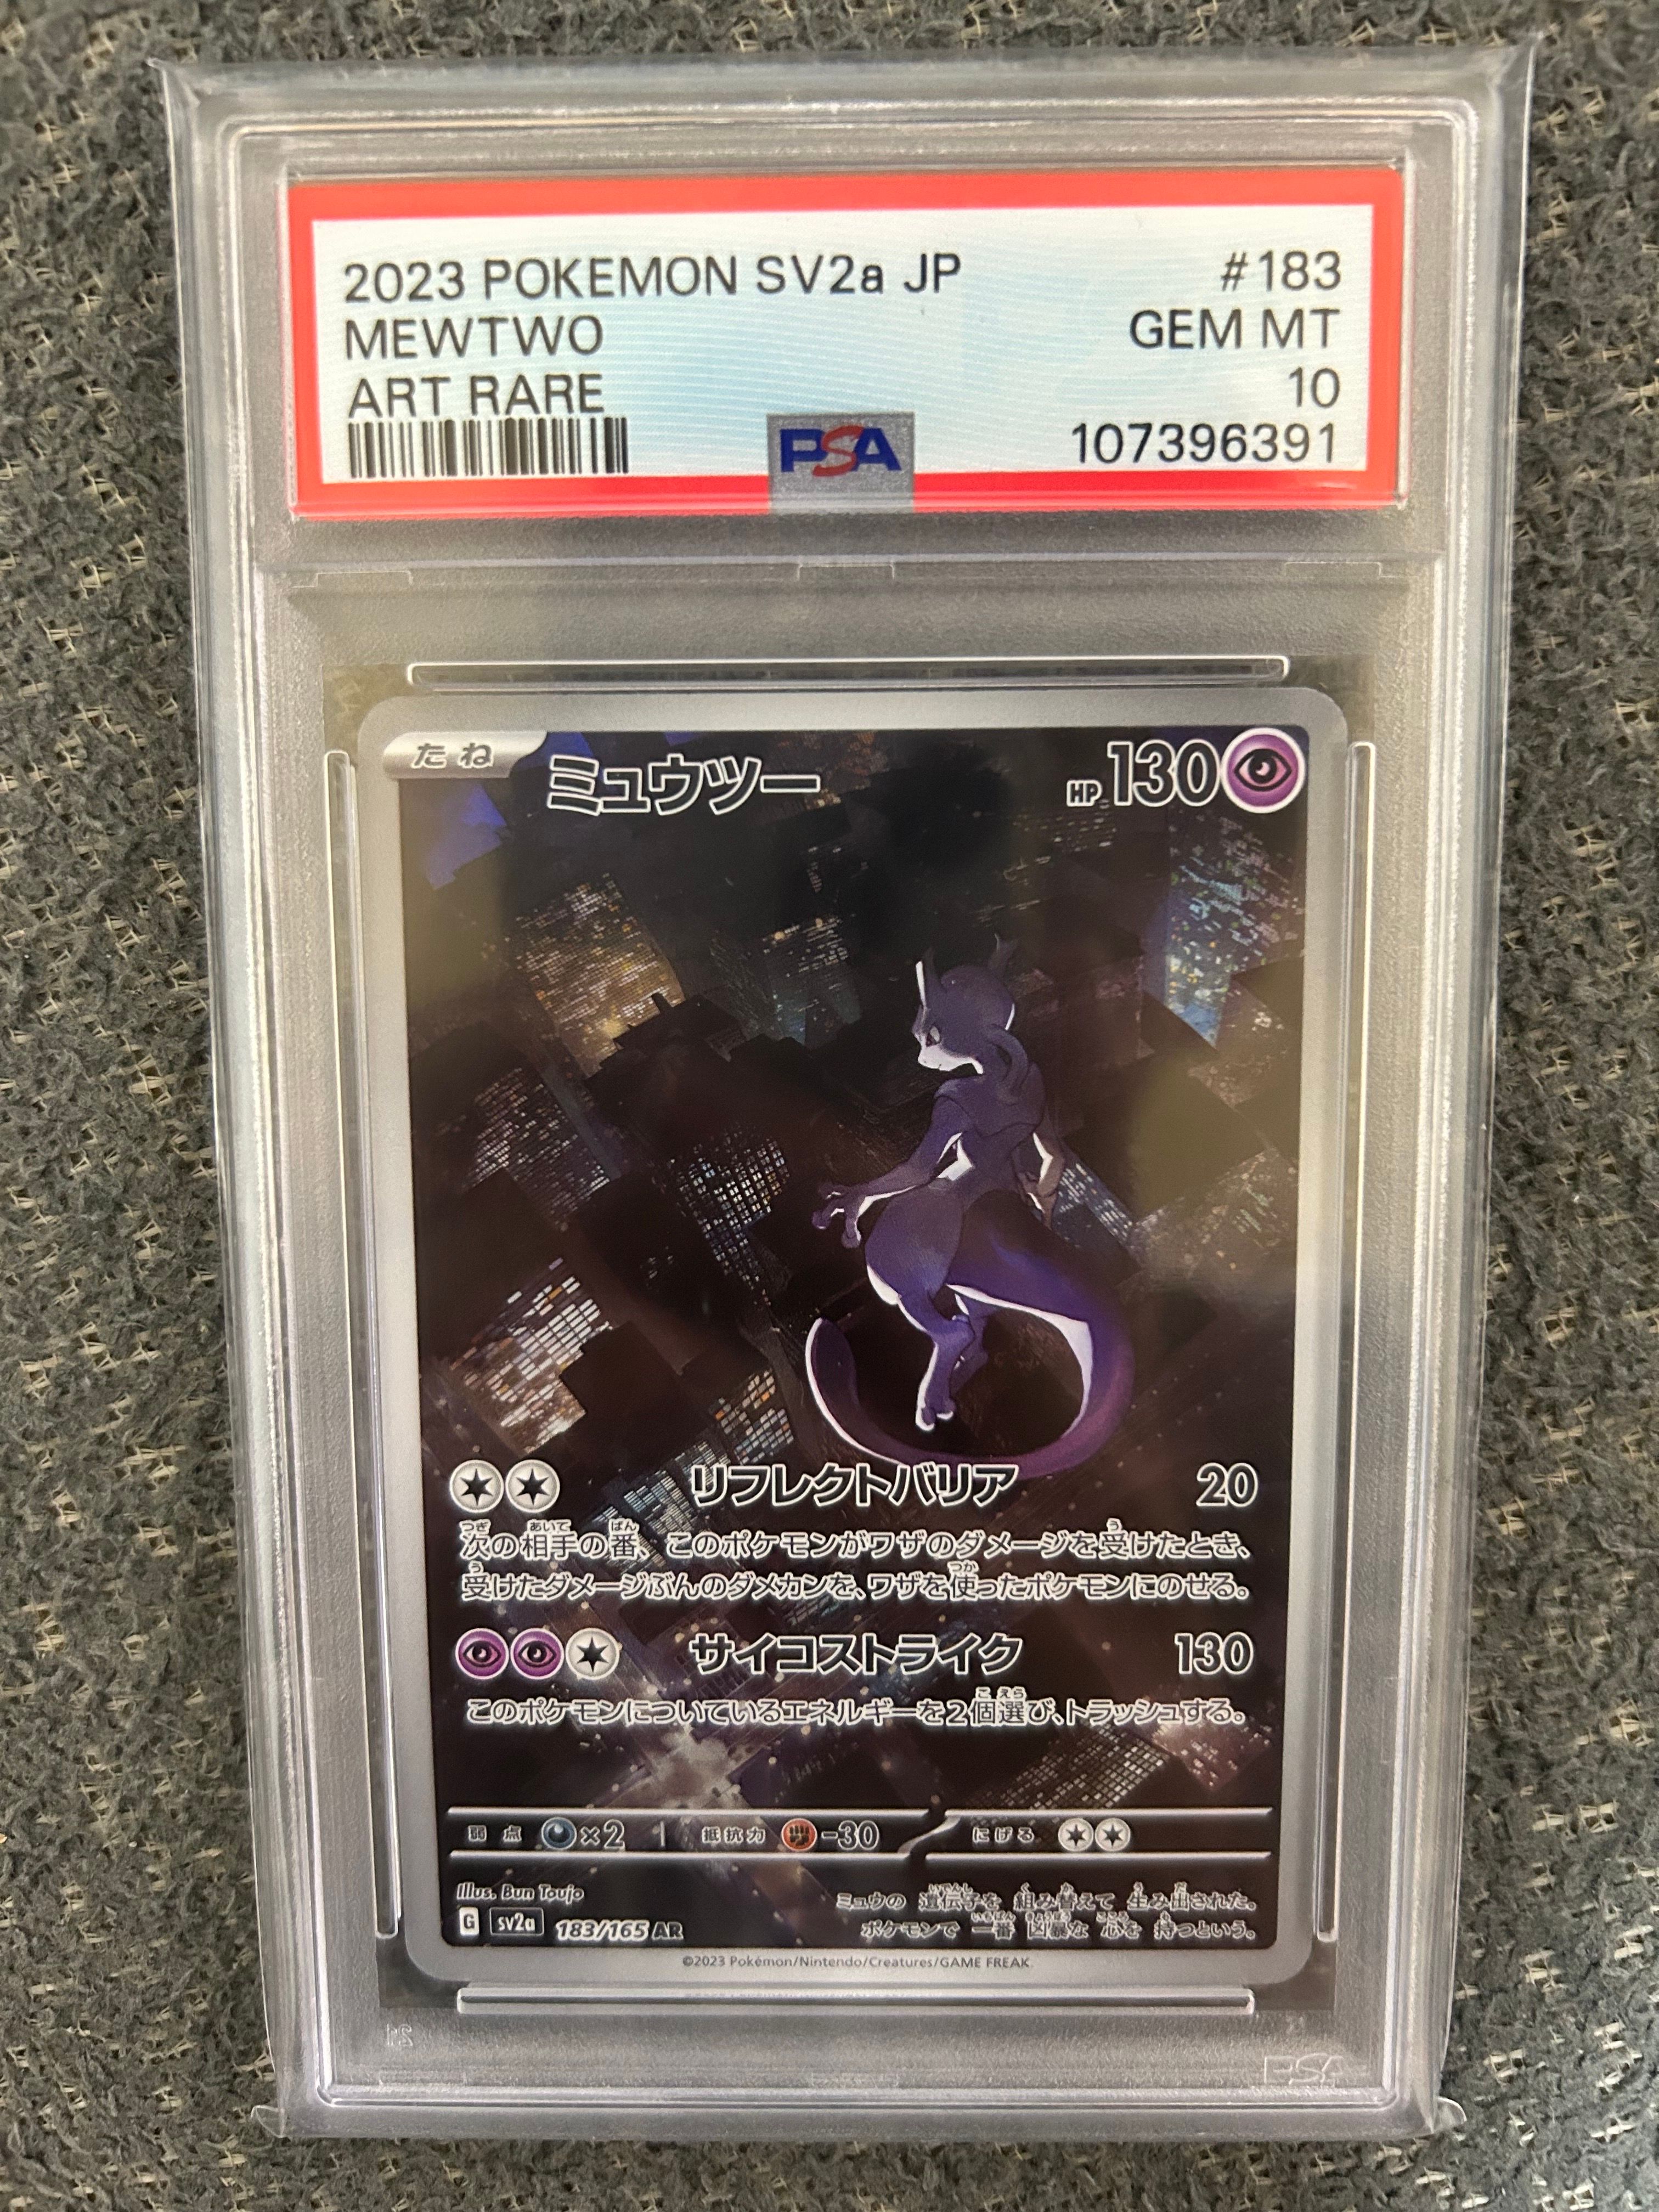 2023 POKEMON SV2a JP #183
MEWTWO GEM MT
ART RARE 10
PSA 107396391
たね ミュウツー HP 130
リフレクトバリア 20
次の相手の番、このポケモンがワザのダメージを受けたとき、
受けたダメージぶんのダメカンを、ワザを使ったポケモンにのせる。
サイコストライク 130
このポケモンについているエネルギーを2個選び、トラッシュする。
弱点 ×2 抵抗力 -30 にげる
Illus. Bun Toujo
G sv2a 183/165 AR
ミュウの 遺伝子を 組み替えて 生み出された。
ポケモンで 一番 凶暴な 心を 持つという。
©2023 Pokémon/Nintendo/Creatures/GAME FREAK.
PSA